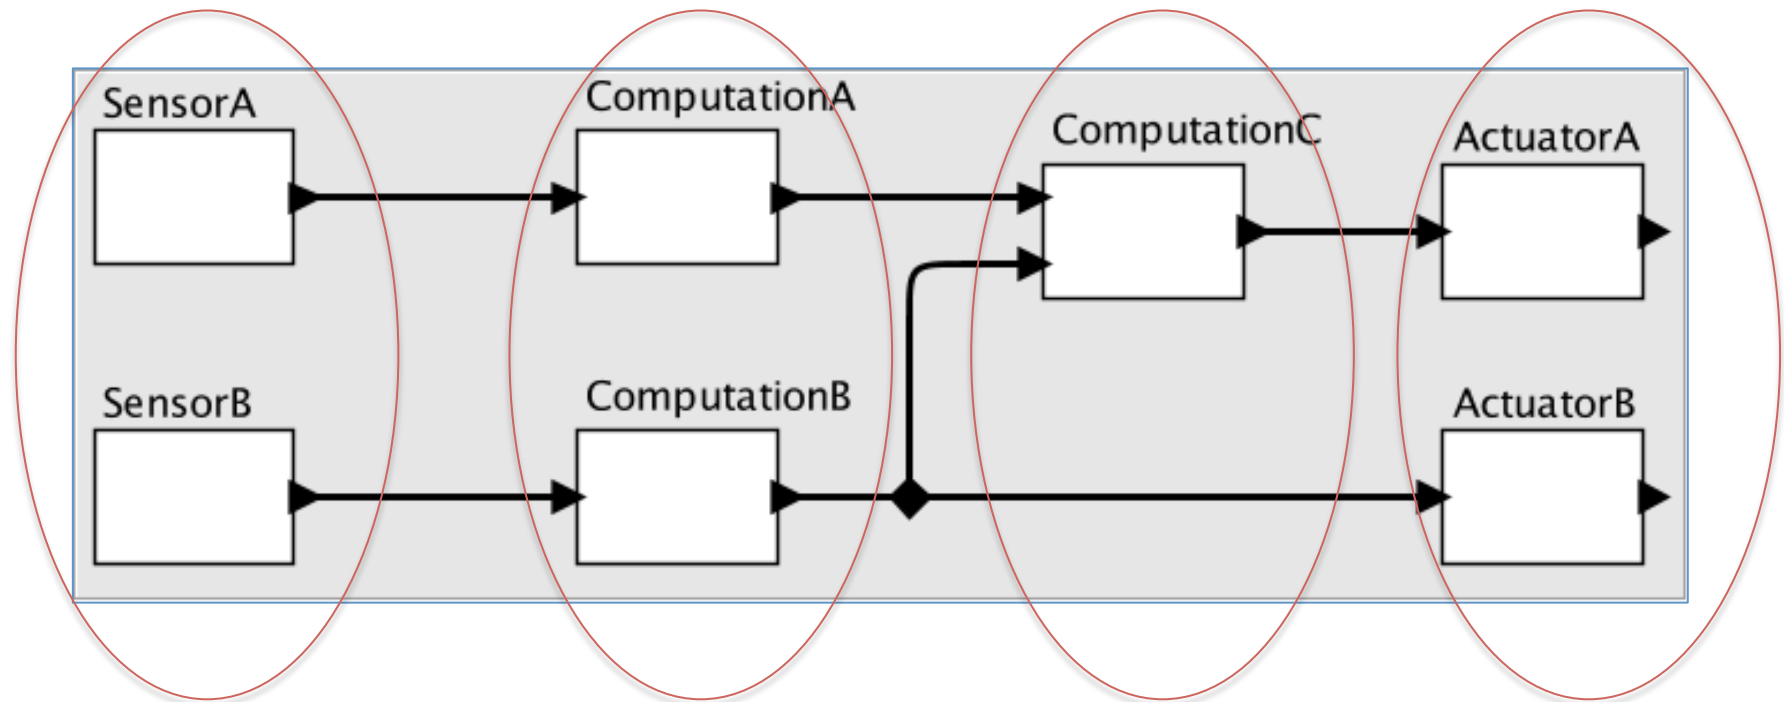 SensorA
ComputationA
ComputationC
ActuatorA
SensorB
ComputationB
ActuatorB